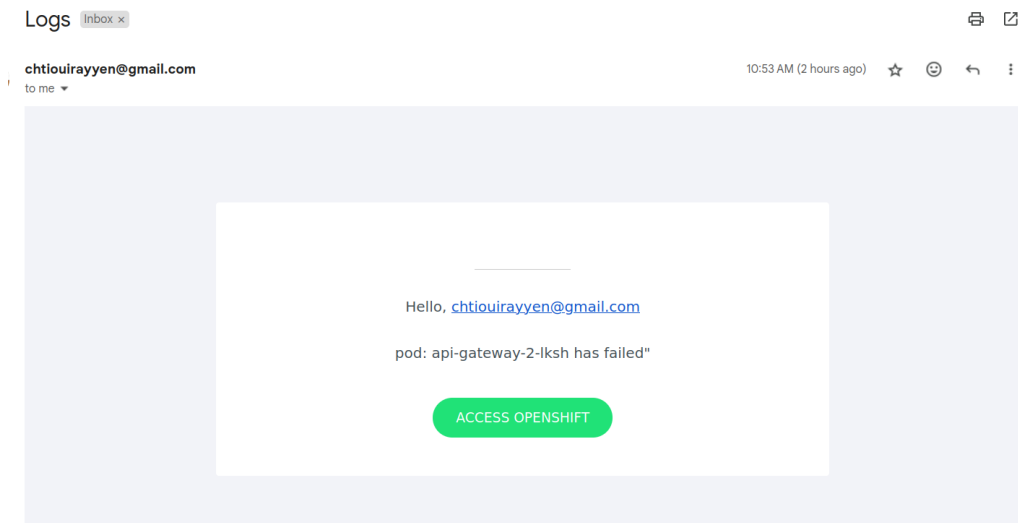 Logs Inbox ×
chtiouirayyen@gmail.com 10:53 AM (2 hours ago)
to me
Hello, chtiouirayyen@gmail.com
pod: api-gateway-2-lksh has failed"
ACCESS OPENSHIFT